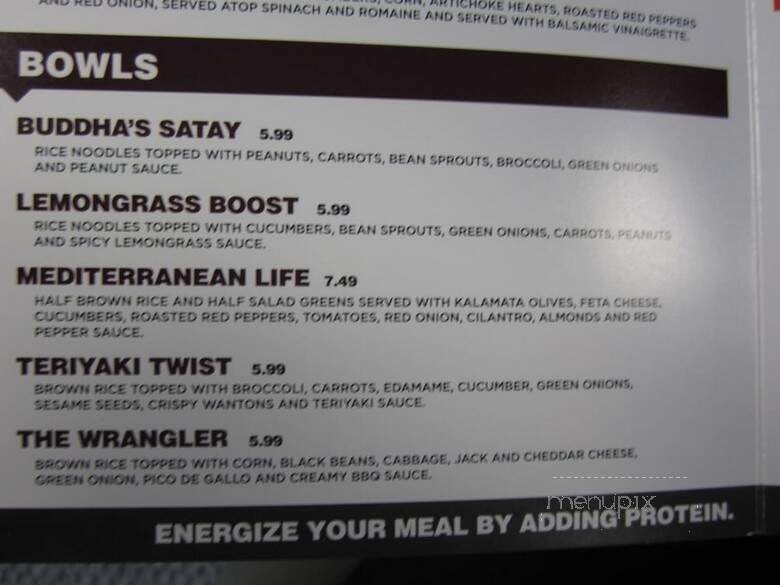 AND RED ONION, SERVED ATOP SPINACH AND ROMAINE AND SERVED WITH BALSAMIC VINAIGRETTE.
CORN, ARTICHOKE HEARTS, ROASTED RED PEPPERS
BOWLS
BUDDHA'S SATAY 5.99
RICE NOODLES TOPPED WITH PEANUTS, CARROTS, BEAN SPROUTS, BROCCOLI, GREEN ONIONS
AND PEANUT SAUCE.
LEMONGRASS BOOST 5.99
RICE NOODLES TOPPED WITH CUCUMBERS, BEAN SPROUTS, GREEN ONIONS, CARROTS, PEANUTS
AND SPICY LEMONGRASS SAUCE.
MEDITERRANEAN LIFE 7.49
HALF BROWN RICE AND HALF SALAD GREENS SERVED WITH KALAMATA OLIVES, FETA CHEESE,
CUCUMBERS, ROASTED RED PEPPERS, TOMATOES, RED ONION, CILANTRO, ALMONDS AND RED
PEPPER SAUCE.
TERIYAKI TWIST 5.99
BROWN RICE TOPPED WITH BROCCOLI, CARROTS, EDAMAME, CUCUMBER, GREEN ONIONS,
SESAME SEEDS, CRISPY WANTONS AND TERIYAKI SAUCE.
THE WRANGLER 5.99
BROWN RICE TOPPED WITH CORN, BLACK BEANS, CABBAGE, JACK AND CHEDDAR CHEESE,
GREEN ONION, PICO DE GALLO AND CREAMY BBQ SAUCE.
menupix
ENERGIZE YOUR MEAL BY ADDING PROTEIN.